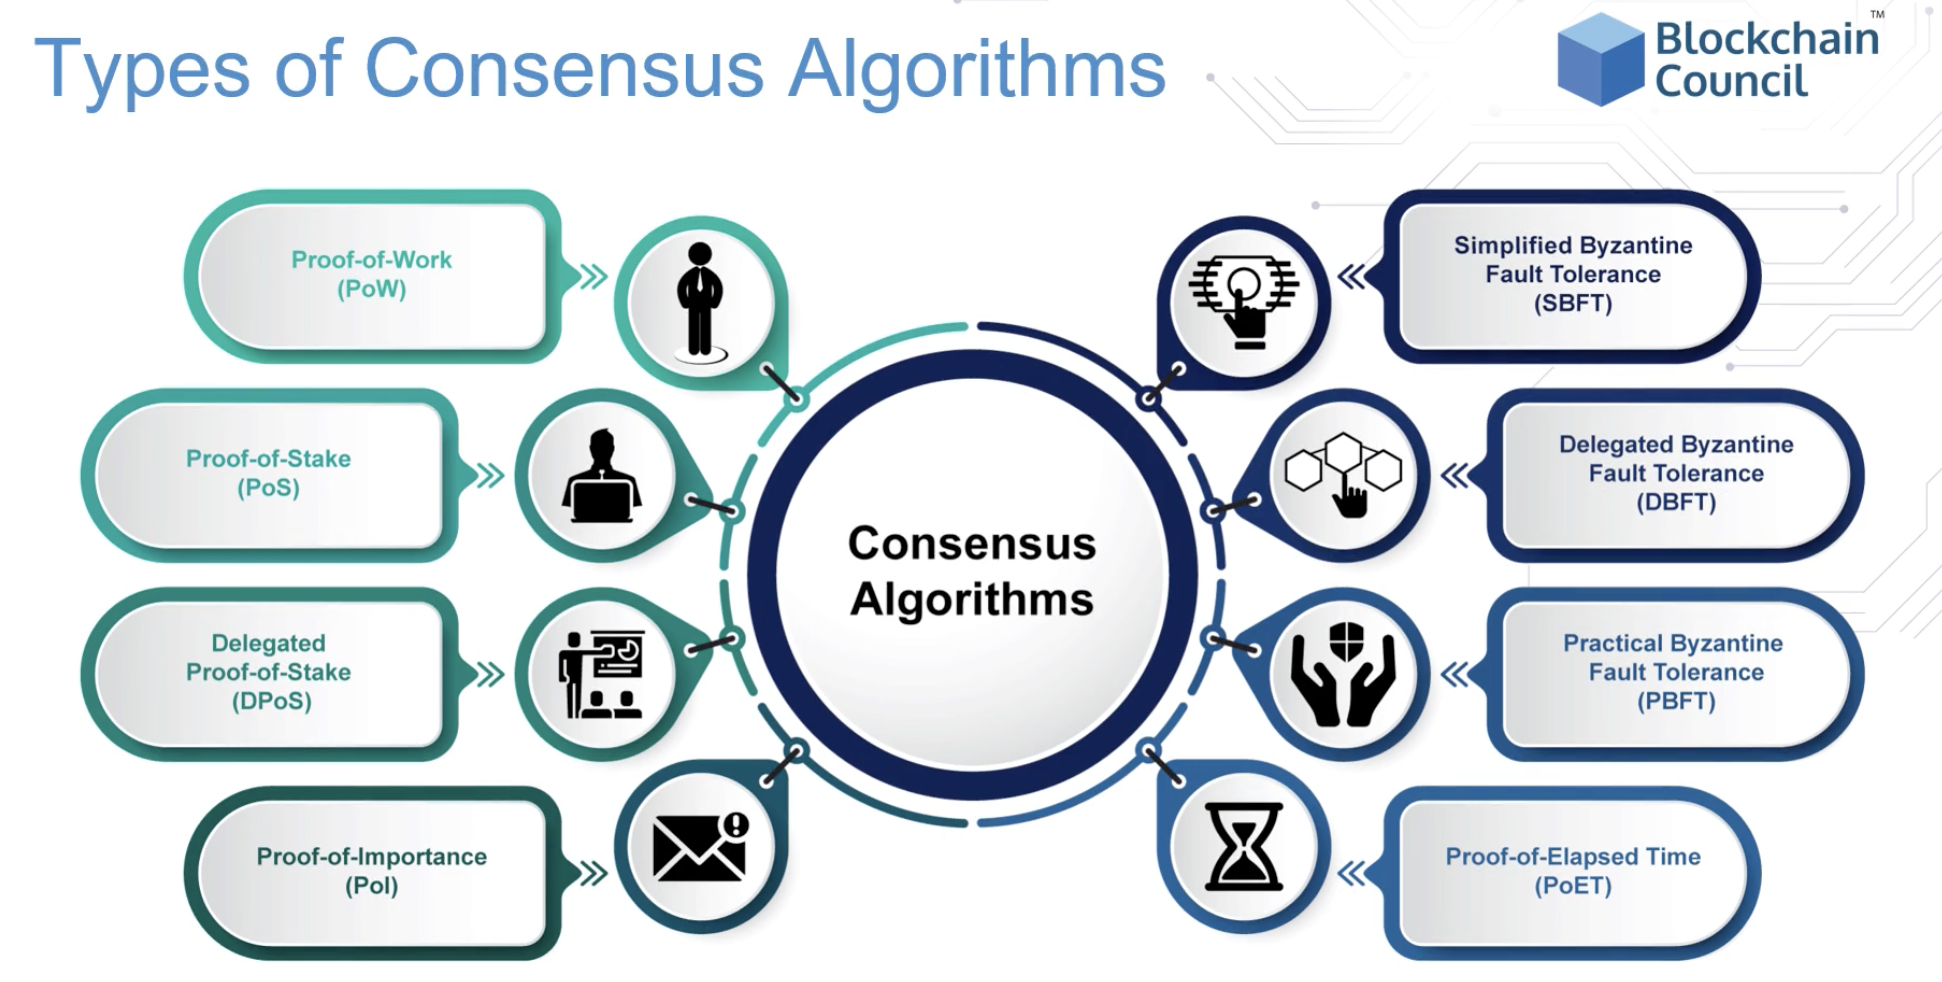 Types of Consensus Algorithms
Blockchain
Council
TM
Proof-of-Work
(PoW)
Proof-of-Stake
(PoS)
Delegated
Proof-of-Stake
(DPoS)
Proof-of-Importance
(PoI)
Consensus
Algorithms
Simplified Byzantine
Fault Tolerance
(SBFT)
Delegated Byzantine
Fault Tolerance
(DBFT)
Practical Byzantine
Fault Tolerance
(PBFT)
Proof-of-Elapsed Time
(PoET)